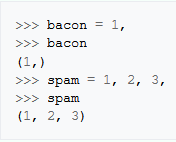 >>> bacon = 1,
>>> bacon
(1,)
>>> spam = 1, 2, 3,
>>> spam
(1, 2, 3)